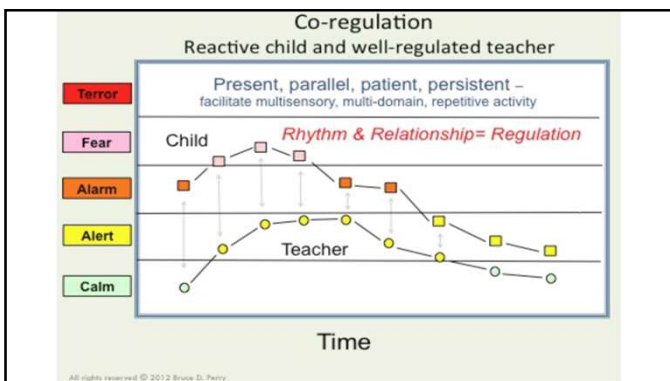 Co-regulation
Reactive child and well-regulated teacher
Present, parallel, patient, persistent –
facilitate multisensory, multi-domain, repetitive activity
Terror
Rhythm & Relationship= Regulation
Child
Fear
Alarm
Alert
Teacher
Calm
Time
All rights reserved © 2012 Bruce D. Perry